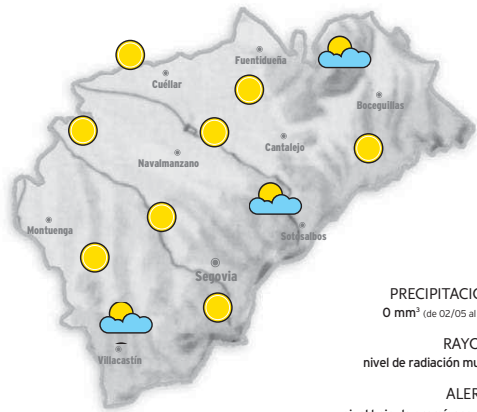 Fuentidueña
Cuéllar
Boceguillas
Cantalejo
Navalmanzano
Montuenga
Sotosalbos
Segovia
PRECIPITACIO
0 mm³ (de 02/05 al
RAYO
nivel de radiación mu
ALER
Villacastín